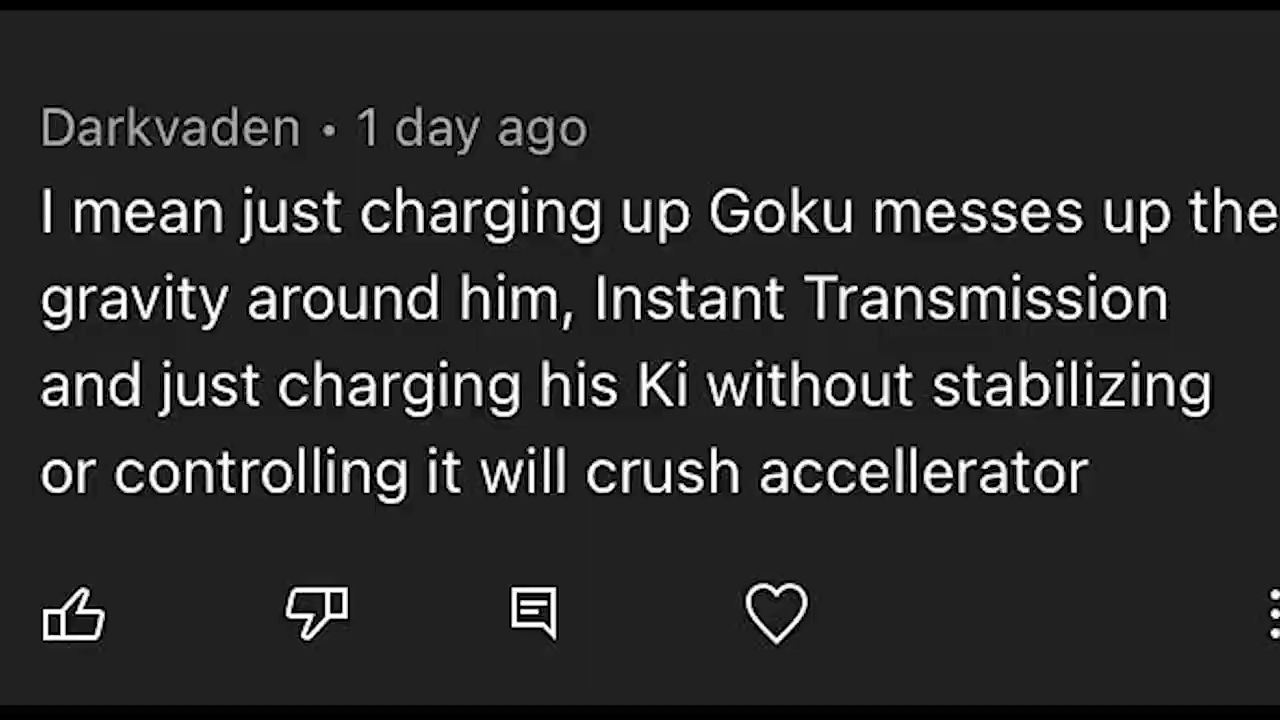 Darkvaden • 1 day ago
I mean just charging up Goku messes up the
gravity around him, Instant Transmission
and just charging his Ki without stabilizing
or controlling it will crush accellerator